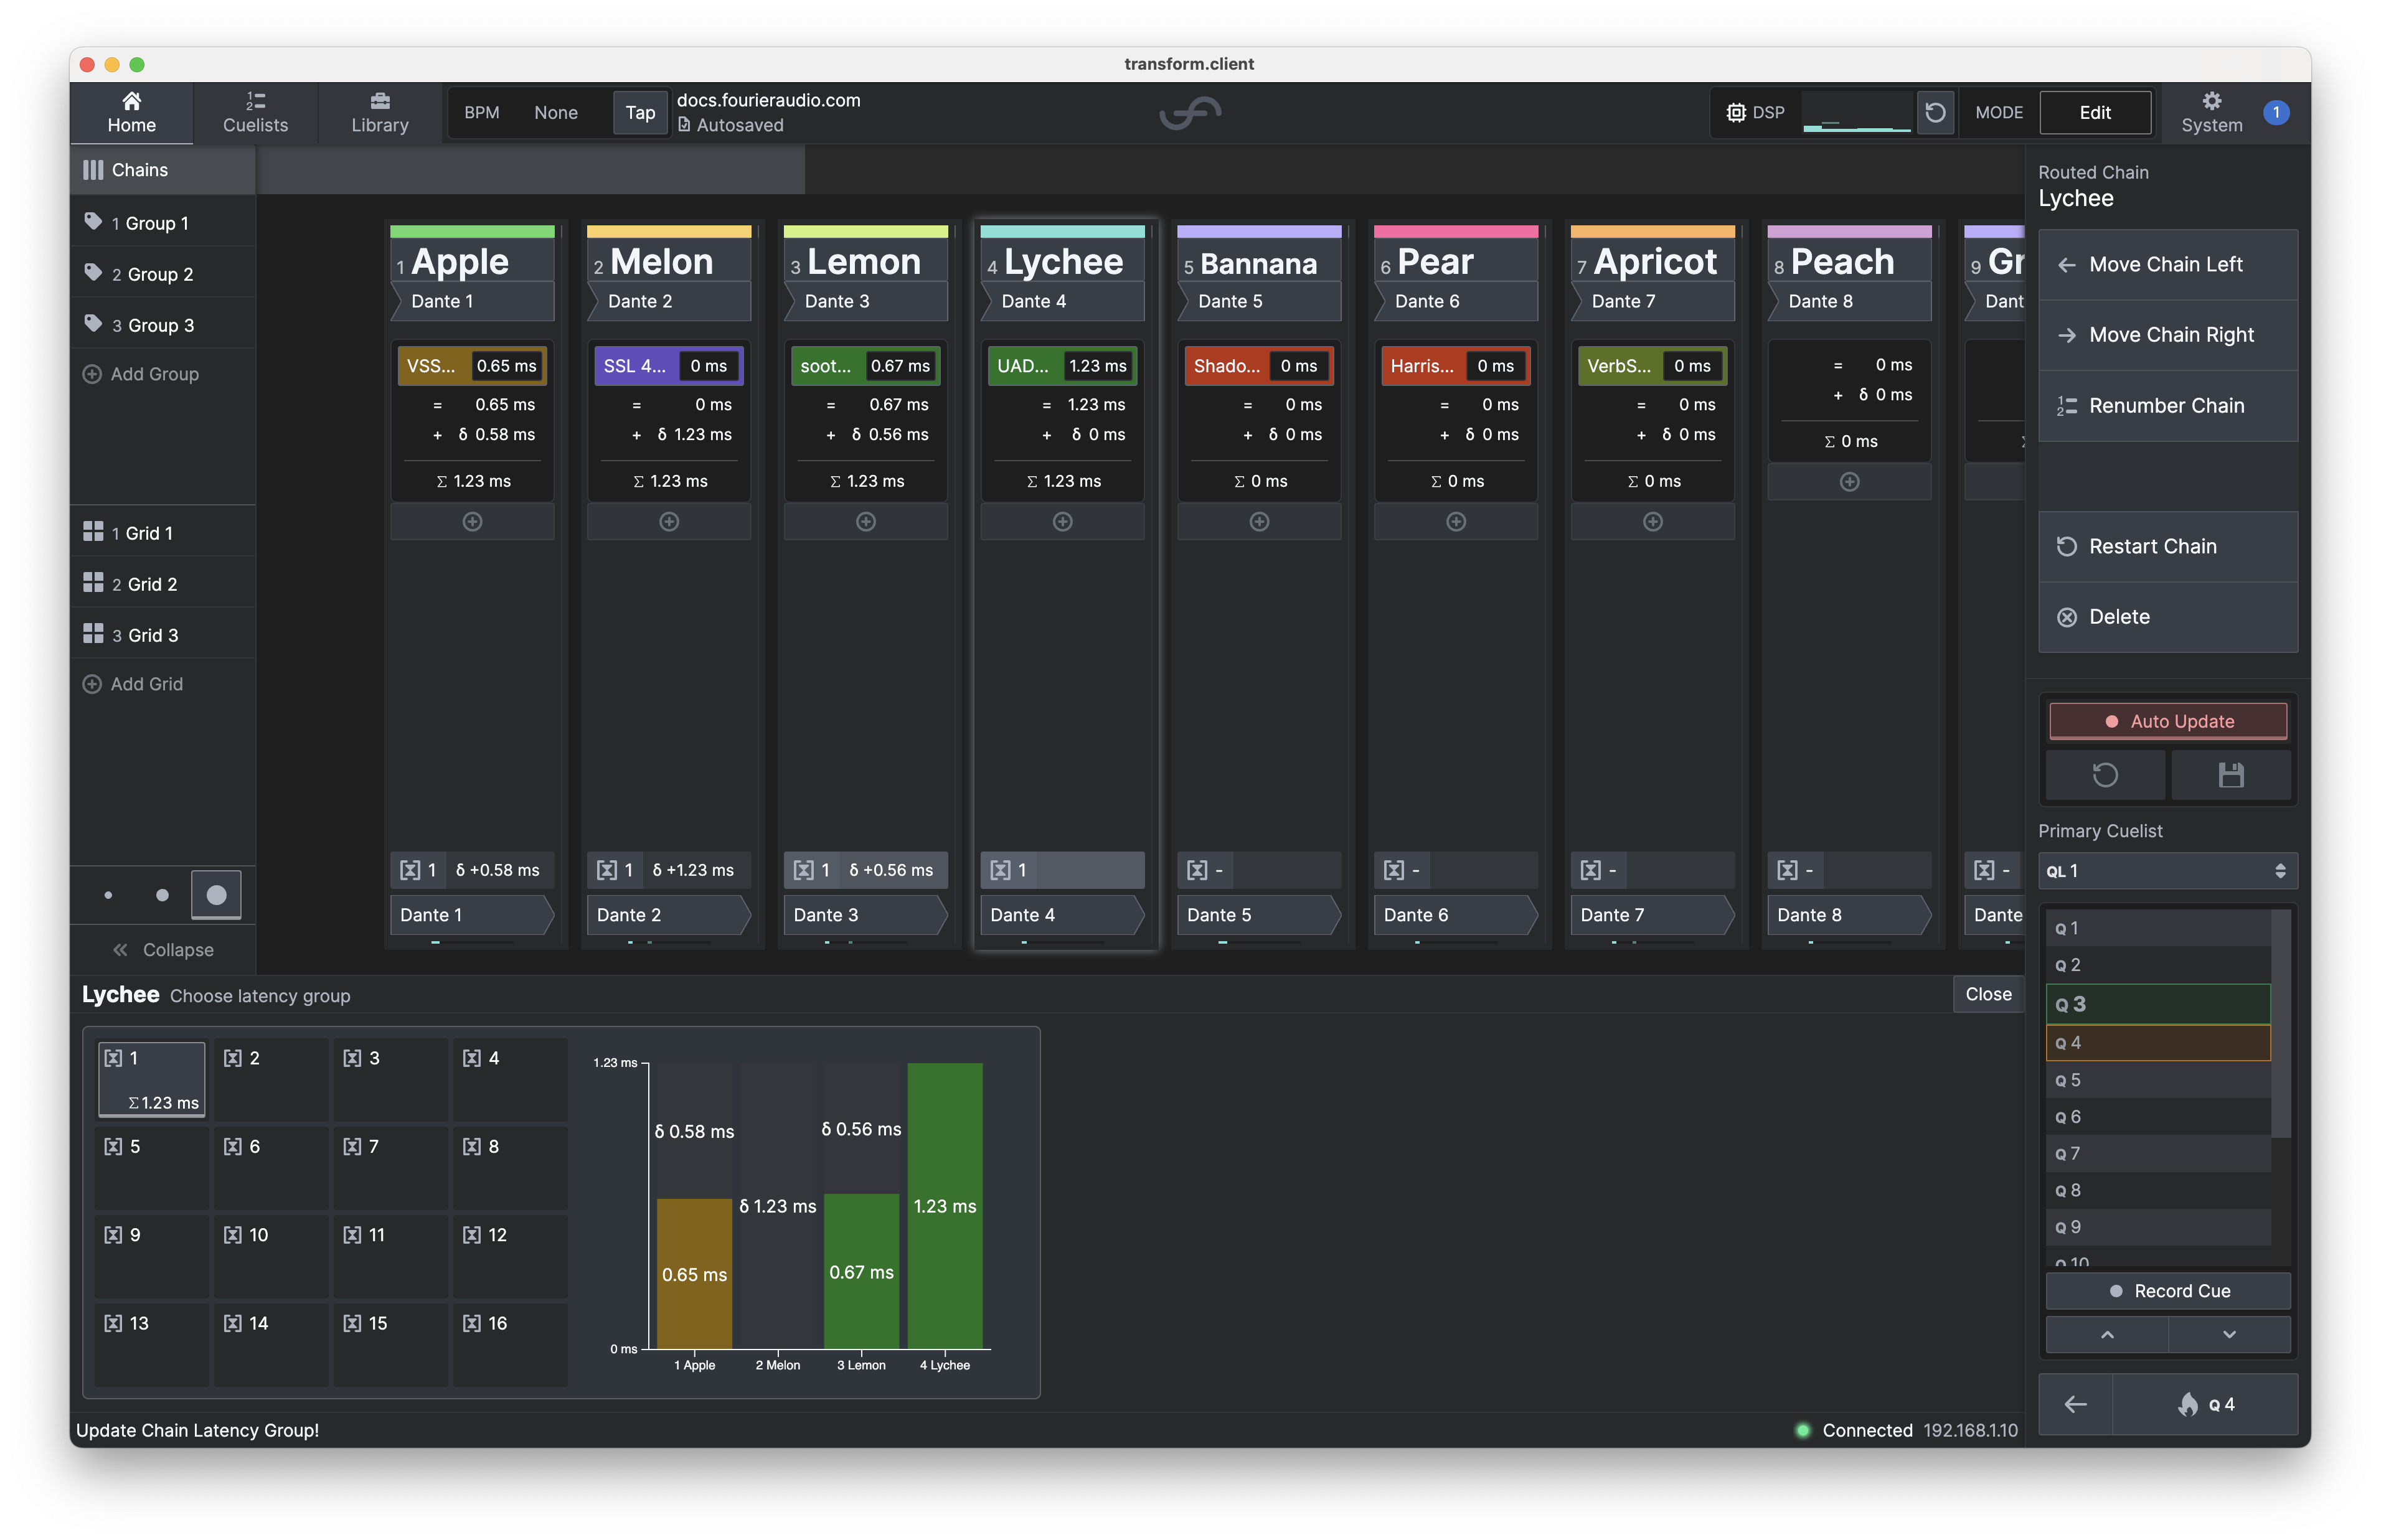 transform.client
Home
Cuelists
Library
BPM None Tap
docs.fourieraudio.com
Autosaved
DSP
MODE Edit
System 1
Chains
1 Group 1
2 Group 2
3 Group 3
Add Group
1 Grid 1
2 Grid 2
3 Grid 3
Add Grid
Collapse
1 Apple
Dante 1
VSS... 0.65 ms
= 0.65 ms
+ δ 0.58 ms
Σ 1.23 ms
1 δ +0.58 ms
Dante 1
2 Melon
Dante 2
SSL 4... 0 ms
= 0 ms
+ δ 1.23 ms
Σ 1.23 ms
1 δ +1.23 ms
Dante 2
3 Lemon
Dante 3
soot... 0.67 ms
= 0.67 ms
+ δ 0.56 ms
Σ 1.23 ms
1 δ +0.56 ms
Dante 3
4 Lychee
Dante 4
UAD... 1.23 ms
= 1.23 ms
+ δ 0 ms
Σ 1.23 ms
1
Dante 4
5 Bannana
Dante 5
Shado... 0 ms
= 0 ms
+ δ 0 ms
Σ 0 ms
-
Dante 5
6 Pear
Dante 6
Harris... 0 ms
= 0 ms
+ δ 0 ms
Σ 0 ms
-
Dante 6
7 Apricot
Dante 7
VerbS... 0 ms
= 0 ms
+ δ 0 ms
Σ 0 ms
-
Dante 7
8 Peach
Dante 8
= 0 ms
+ δ 0 ms
Σ 0 ms
-
Dante 8
9 Gr
Dant
-
Dante
Routed Chain
Lychee
Move Chain Left
Move Chain Right
Renumber Chain
Restart Chain
Delete
Auto Update
Primary Cuelist
QL 1
Q 1
Q 2
Q 3
Q 4
Q 5
Q 6
Q 7
Q 8
Q 9
Q 10
Record Cue
Q 4
Lychee Choose latency group
Close
1
Σ 1.23 ms
2
3
4
5
6
7
8
9
10
11
12
13
14
15
16
1.23 ms
0 ms
δ 0.58 ms
0.65 ms
δ 1.23 ms
δ 0.56 ms
0.67 ms
1.23 ms
1 Apple
2 Melon
3 Lemon
4 Lychee
Update Chain Latency Group!
Connected 192.168.1.10